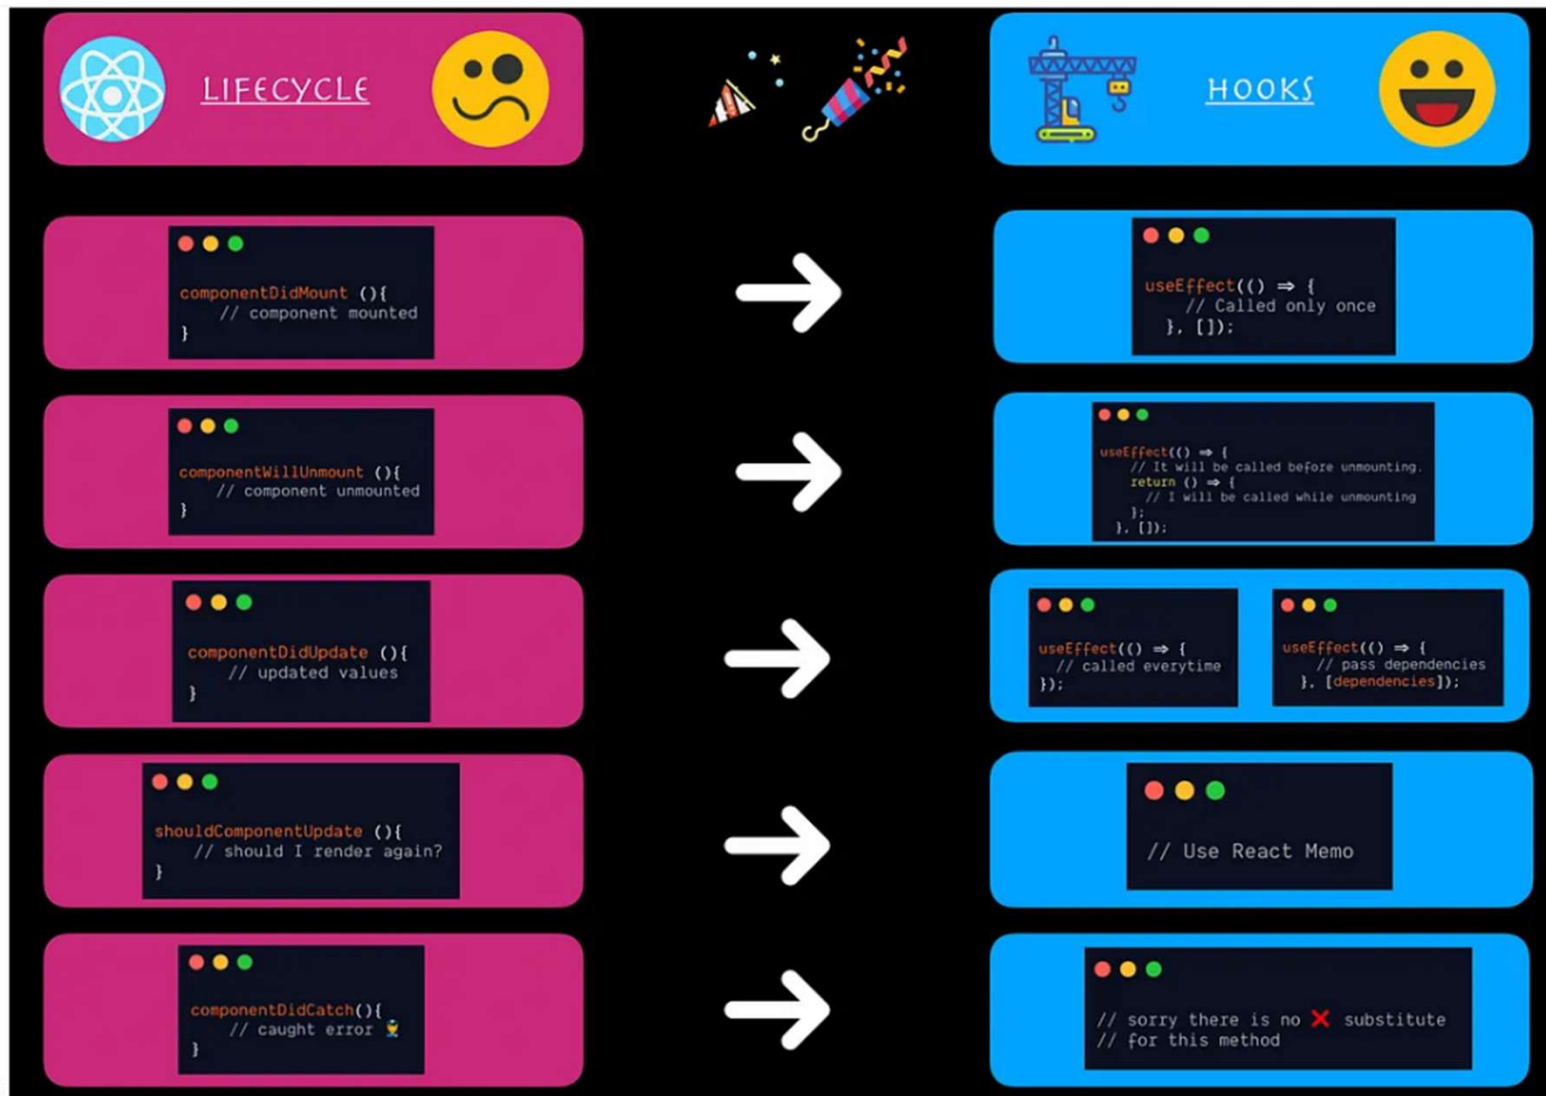 LIFECYCLE
HOOKS
componentDidMount (){
// component mounted
}
useEffect(() ⇒ {
// Called only once
}, []);
componentWillUnmount (){
// component unmounted
}
useEffect(() ⇒ {
// It will be called before unmounting.
return () ⇒ {
// I will be called while unmounting
};
}, []);
componentDidUpdate (){
// updated values
}
useEffect(() ⇒ {
// called everytime
});
useEffect(() ⇒ {
// pass dependencies
}, [dependencies]);
shouldComponentUpdate (){
// should I render again?
}
// Use React Memo
componentDidCatch(){
// caught error 👮
}
// sorry there is no ❌ substitute
// for this method